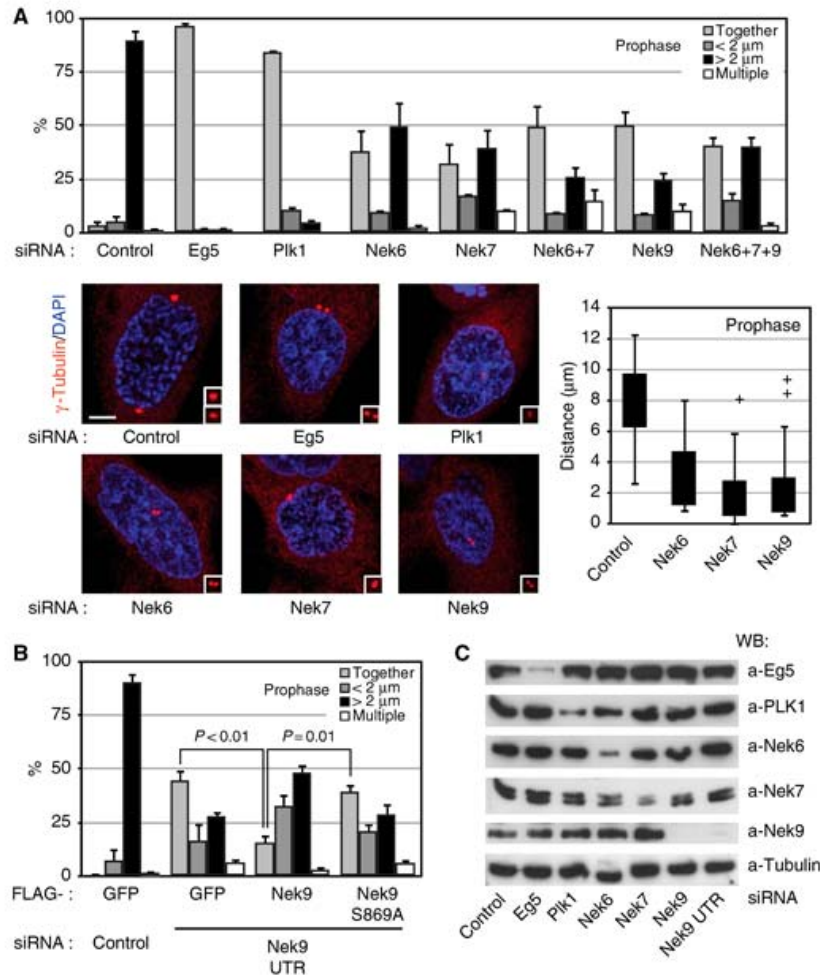 A
100
75
50
25
0
%
Together
< 2 μm
> 2 μm
Multiple
Prophase
siRNA : Control Eg5 Plk1 Nek6 Nek7 Nek6+7 Nek9 Nek6+7+9
γ-Tubulin/DAPI
siRNA : Control Eg5 Plk1
siRNA : Nek6 Nek7 Nek9
Prophase
Distance (μm)
14
12
10
8
6
4
2
0
Control Nek6 Nek7 Nek9
B
100
75
50
25
0
%
Together
< 2 μm
> 2 μm
Multiple
Prophase
P < 0.01 P = 0.01
FLAG- : GFP GFP Nek9 Nek9
S869A
siRNA : Control Nek9
UTR
C
WB:
a-Eg5
a-PLK1
a-Nek6
a-Nek7
a-Nek9
a-Tubulin
Control Eg5 Plk1 Nek6 Nek7 Nek9 Nek9 UTR
siRNA